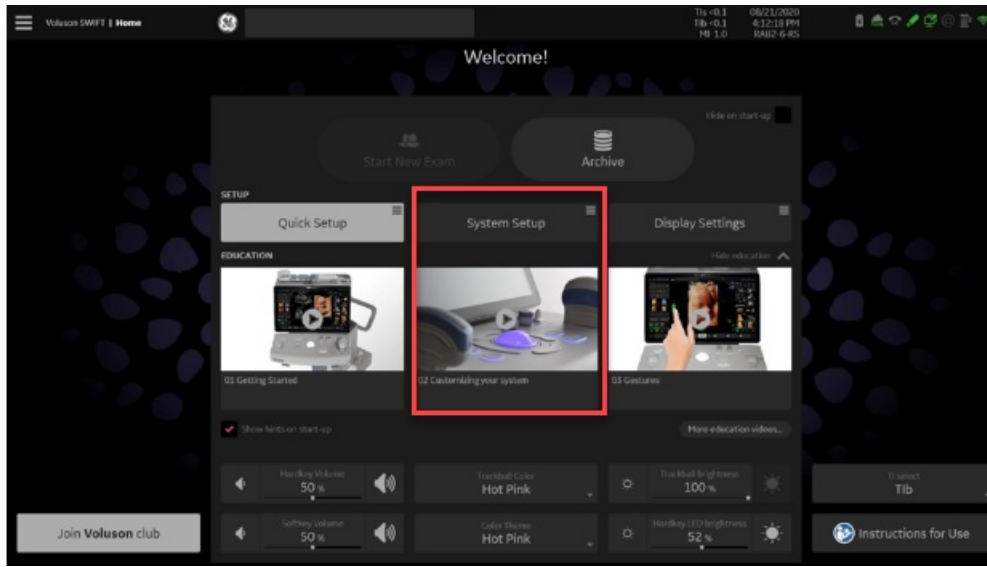 Voluson SWIFT | Home
TIs <0.1
TIb <0.1
MI 1.0
08/21/2020
4:12:18 PM
RAB2-6-RS
Welcome!
Hide on start-up
Start New Exam
Archive
SETUP
Quick Setup
System Setup
Display Settings
EDUCATION
Hide education
01 Getting Started
02 Customizing your system
03 Gestures
Show hints on start-up
More education videos...
Hardkey Volume
50 %
Trackball Color
Hot Pink
Trackball brightness
100 %
TI select
TIb
Join Voluson club
Softkey Volume
50 %
Color Theme
Hot Pink
Hardkey LED brightness
52 %
Instructions for Use